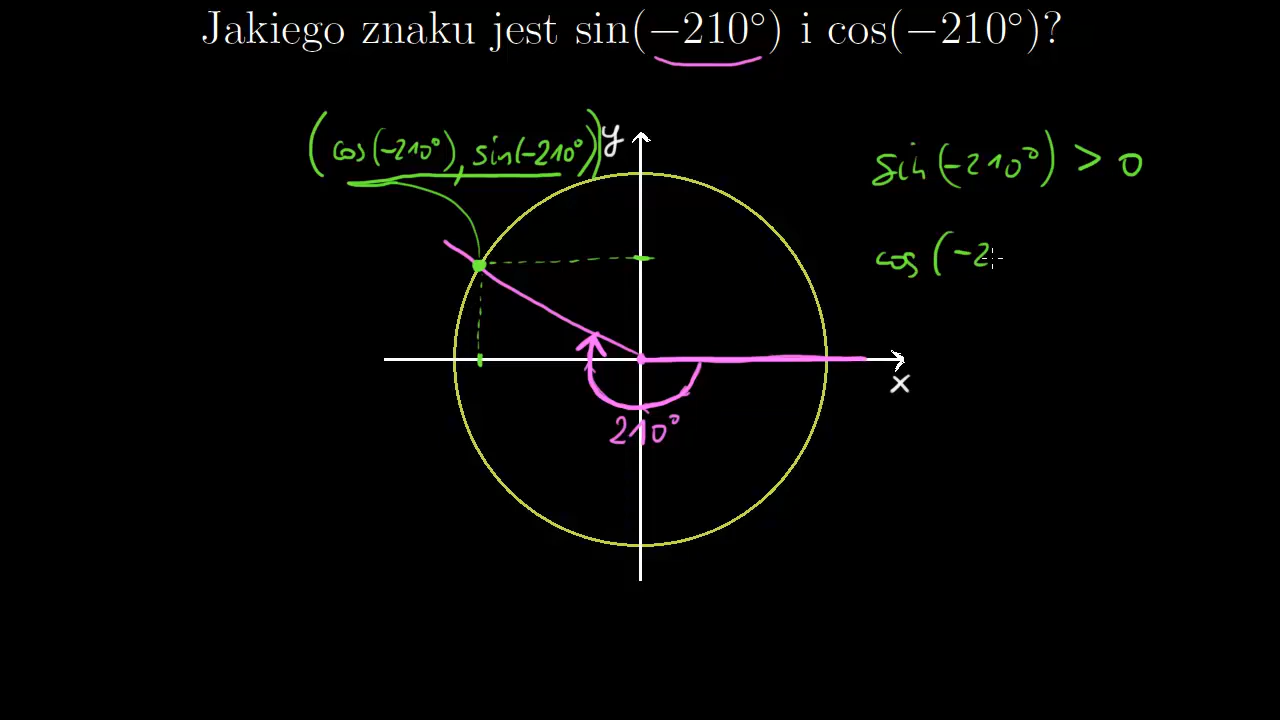 Jakiego znaku jest sin(−210°) i cos(−210°)?
(cos(-210°), sin(-210°))
y
sin(-210°) > 0
cos(-2
x
210°